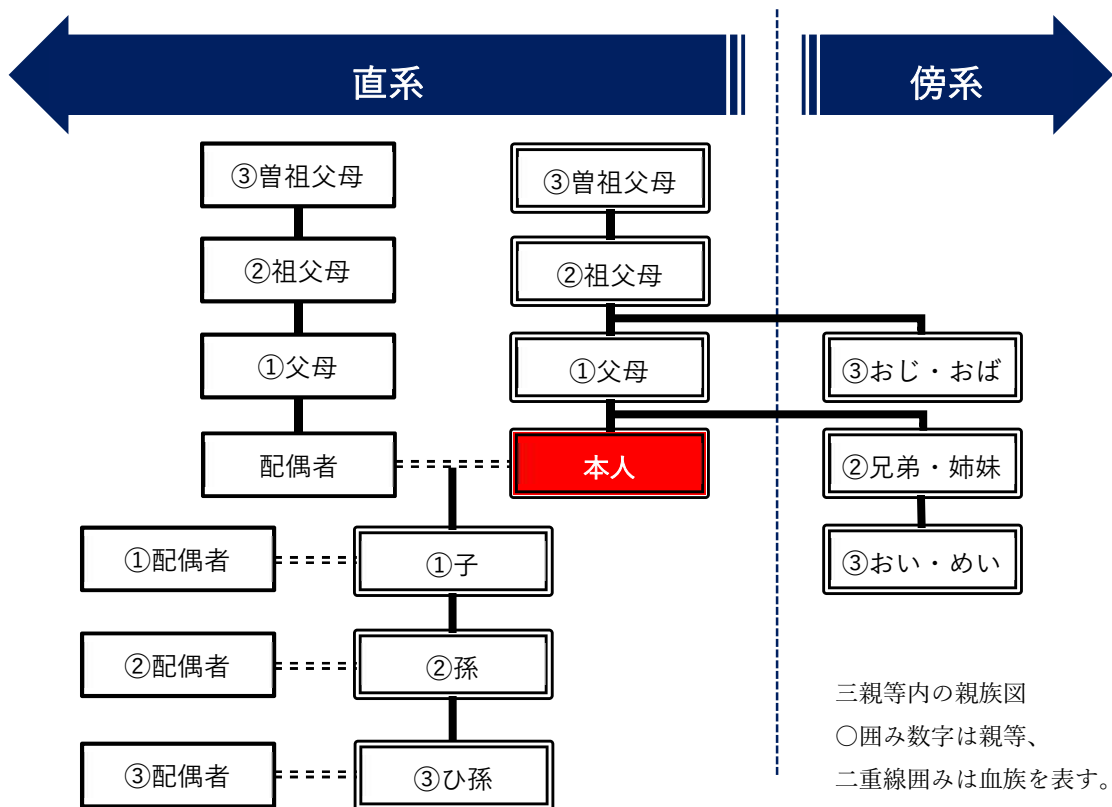 直系
傍系
③曽祖父母
③曽祖父母
②祖父母
②祖父母
①父母
①父母
③おじ・おば
配偶者
本人
②兄弟・姉妹
①配偶者
①子
③おい・めい
②配偶者
②孫
③配偶者
③ひ孫
三親等内の親族図
○囲み数字は親等、
二重線囲みは血族を表す。